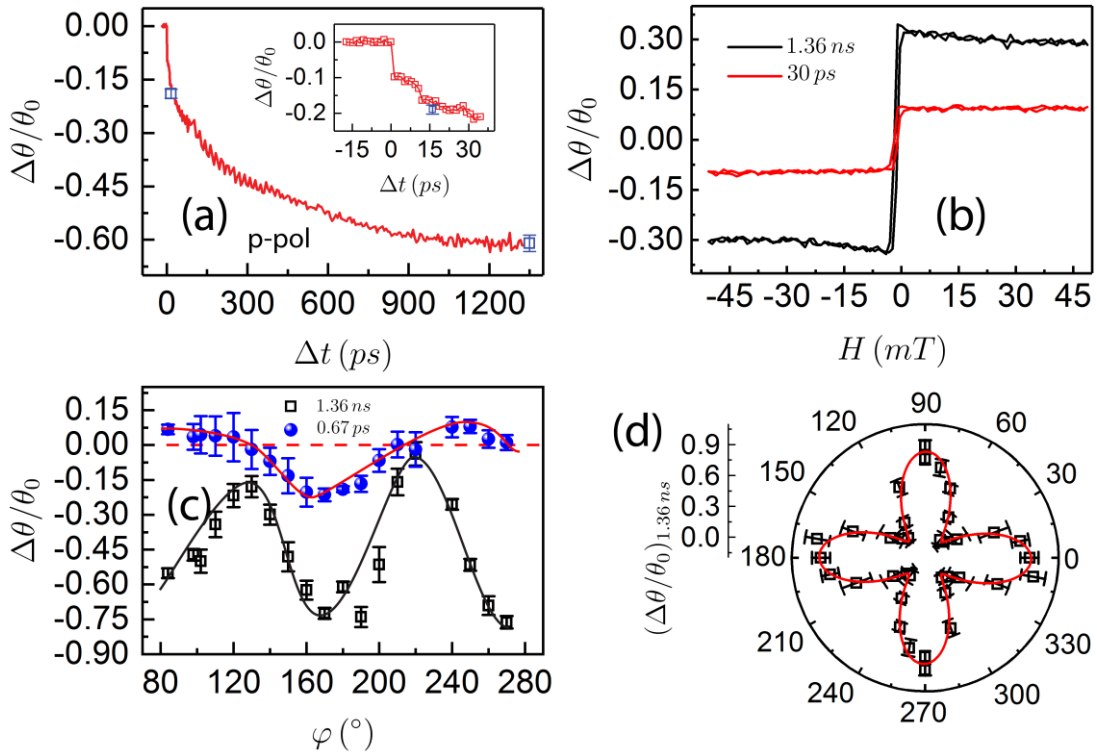 0.00
-0.15
-0.30
-0.45
-0.60
Δθ/θ₀
0 300 600 900 1200
Δt (ps)
(a)
p-pol
0.0
-0.1
-0.2
Δθ/θ₀
-15 0 15 30
Δt (ps)
0.30
0.15
0.00
-0.15
-0.30
Δθ/θ₀
1.36 ns
30 ps
(b)
-45 -30 -15 0 15 30 45
H (mT)
0.15
0.00
-0.15
-0.30
-0.45
-0.60
-0.75
-0.90
Δθ/θ₀
1.36 ns
0.67 ps
(c)
80 120 160 200 240 280
φ (°)
(d)
0.9
0.6
0.3
0.0
(Δθ/θ₀)1.36 ns
90
120 60
150 30
180 0
210 330
240 300
270